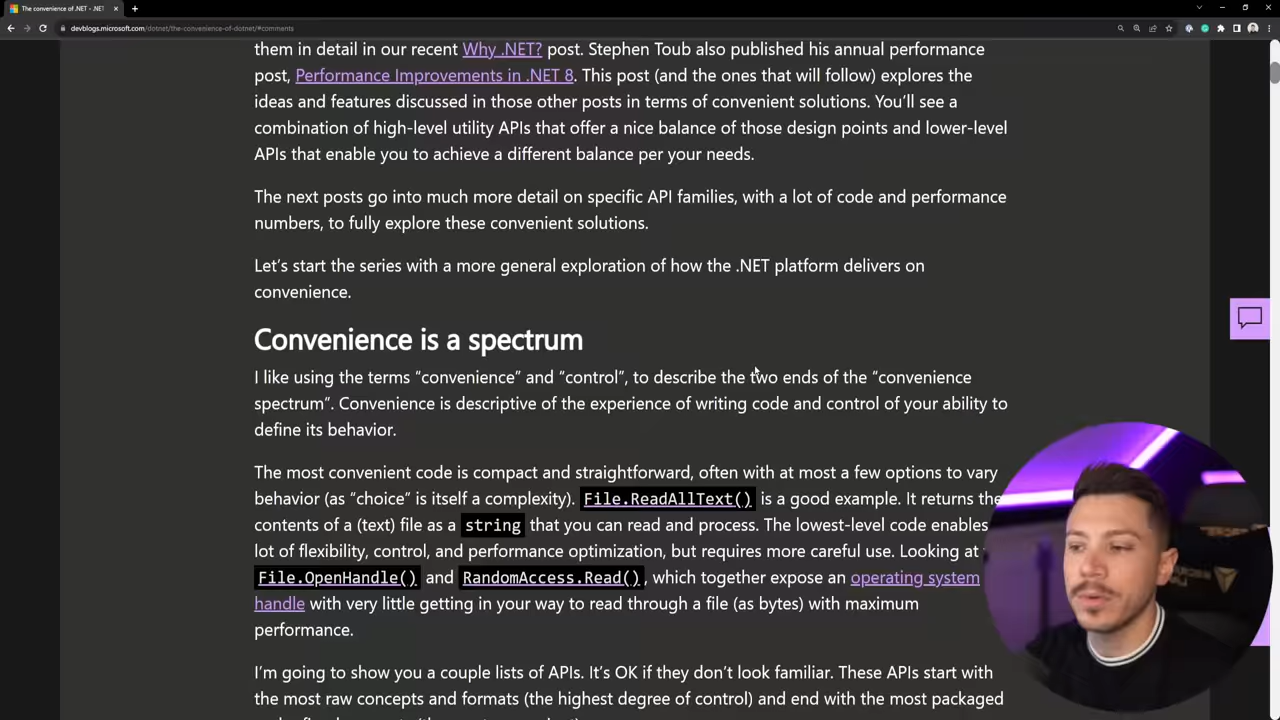 The convenience of .NET - .NET
devblogs.microsoft.com/dotnet/the-convenience-of-dotnet/#comments
them in detail in our recent Why .NET? post. Stephen Toub also published his annual performance
post, Performance Improvements in .NET 8. This post (and the ones that will follow) explores the
ideas and features discussed in those other posts in terms of convenient solutions. You’ll see a
combination of high-level utility APIs that offer a nice balance of those design points and lower-level
APIs that enable you to achieve a different balance per your needs.
The next posts go into much more detail on specific API families, with a lot of code and performance
numbers, to fully explore these convenient solutions.
Let’s start the series with a more general exploration of how the .NET platform delivers on
convenience.
Convenience is a spectrum
I like using the terms “convenience” and “control”, to describe the two ends of the “convenience
spectrum”. Convenience is descriptive of the experience of writing code and control of your ability to
define its behavior.
The most convenient code is compact and straightforward, often with at most a few options to vary
behavior (as “choice” is itself a complexity). File.ReadAllText() is a good example. It returns the
contents of a (text) file as a string that you can read and process. The lowest-level code enables
lot of flexibility, control, and performance optimization, but requires more careful use. Looking at
File.OpenHandle() and RandomAccess.Read(), which together expose an operating system
handle with very little getting in your way to read through a file (as bytes) with maximum
performance.
I’m going to show you a couple lists of APIs. It’s OK if they don’t look familiar. These APIs start with
the most raw concepts and formats (the highest degree of control) and end with the most packaged